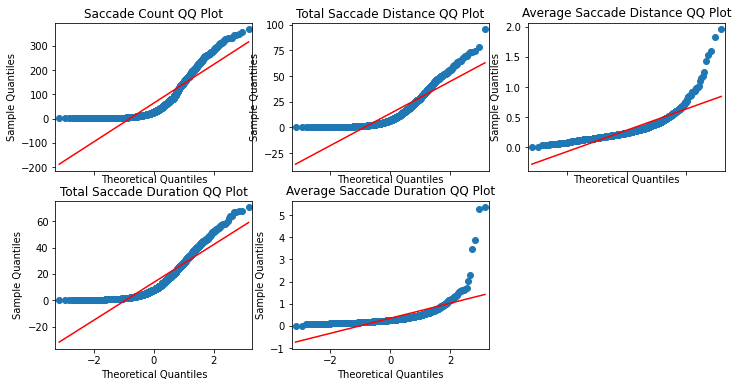 Saccade Count QQ Plot
Sample Quantiles
300
200
100
0
−100
−200
Theoretical Quantiles
Total Saccade Distance QQ Plot
Sample Quantiles
100
75
50
25
0
−25
Theoretical Quantiles
Average Saccade Distance QQ Plot
Sample Quantiles
2.0
1.5
1.0
0.5
0.0
Theoretical Quantiles
Total Saccade Duration QQ Plot
Sample Quantiles
60
40
20
0
−20
−2
0
2
Theoretical Quantiles
Average Saccade Duration QQ Plot
Sample Quantiles
5
4
3
2
1
0
−1
−2
0
2
Theoretical Quantiles